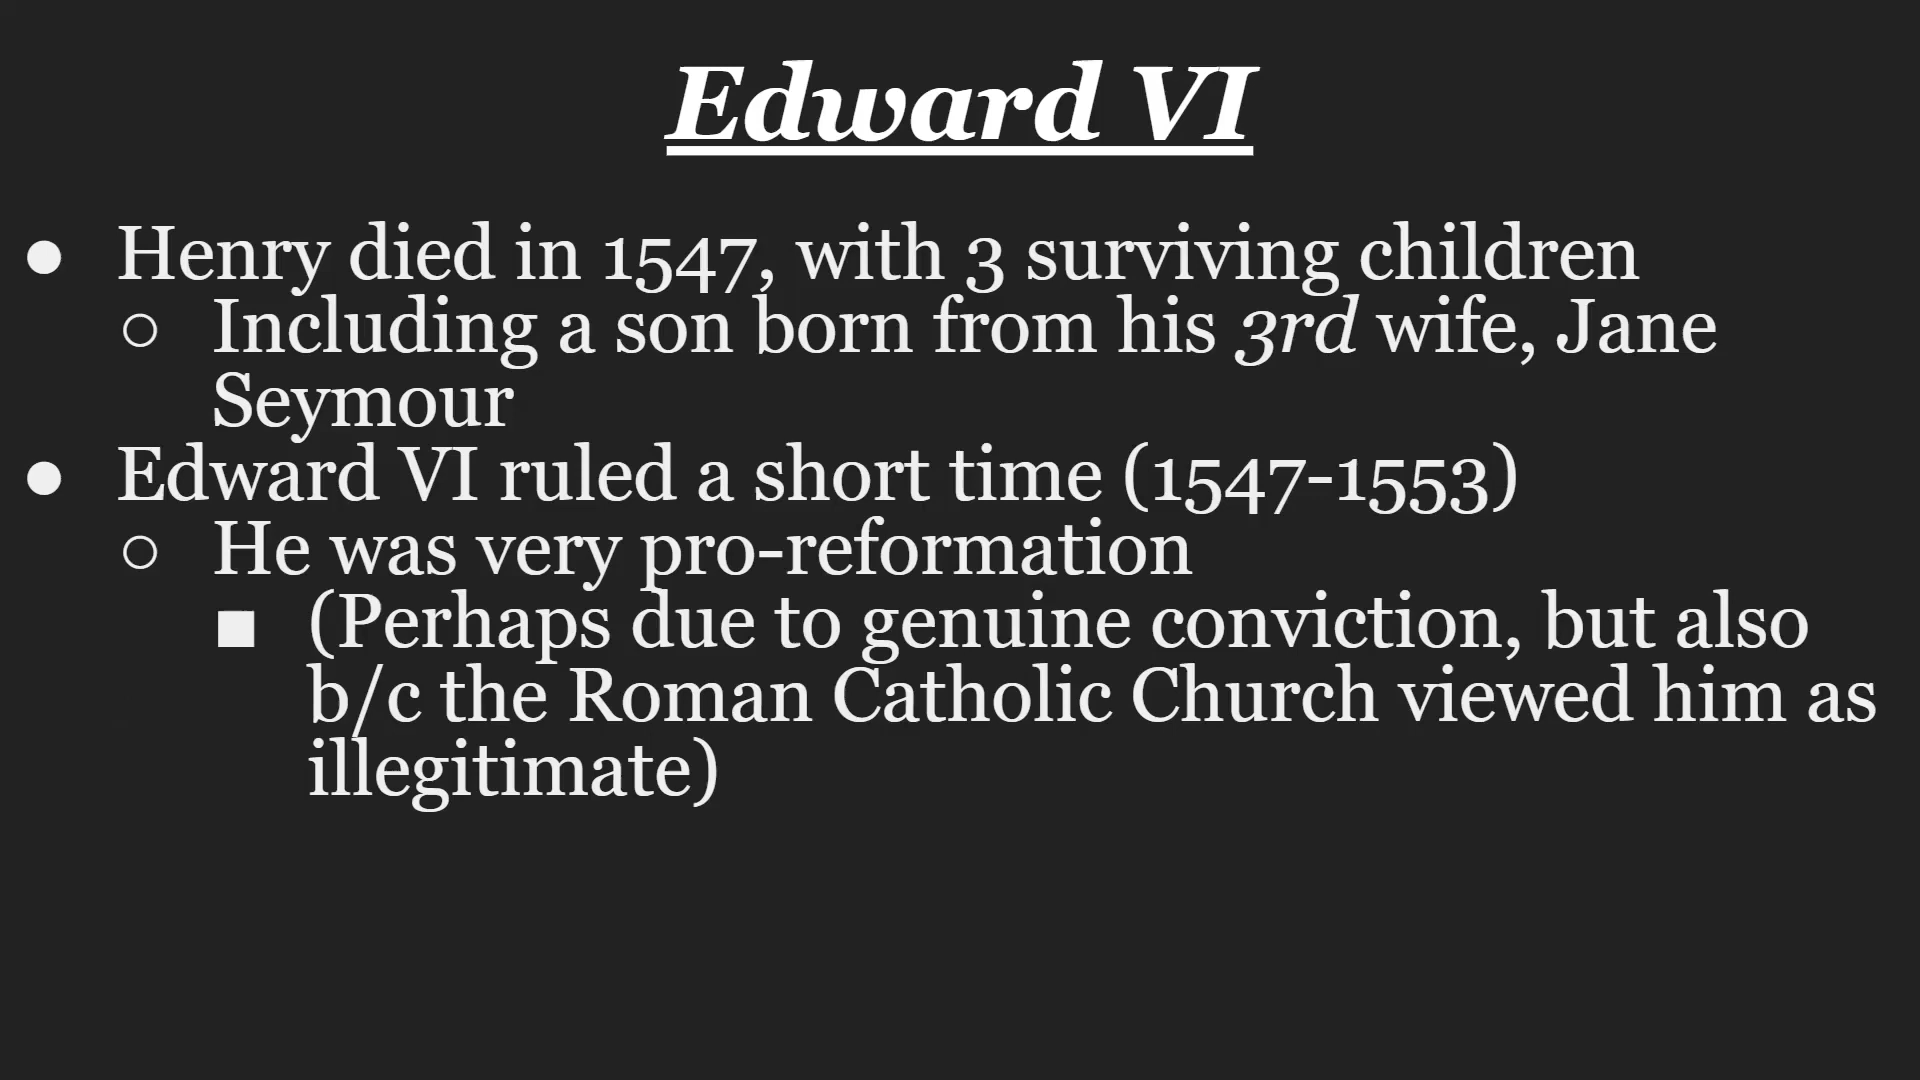 Edward VI
● Henry died in 1547, with 3 surviving children
○ Including a son born from his 3rd wife, Jane
Seymour
● Edward VI ruled a short time (1547-1553)
○ He was very pro-reformation
■ (Perhaps due to genuine conviction, but also
b/c the Roman Catholic Church viewed him as
illegitimate)